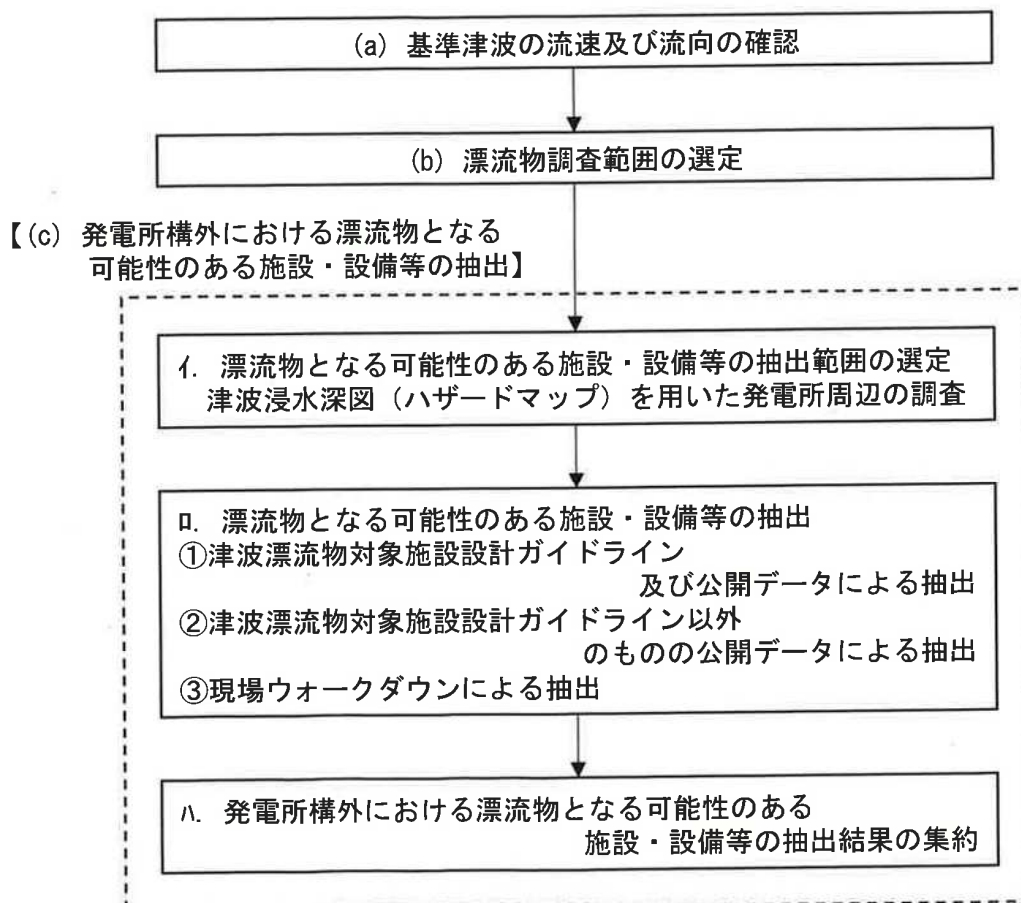 (a) 基準津波の流速及び流向の確認
(b) 漂流物調査範囲の選定
【(c) 発電所構外における漂流物となる
可能性のある施設・設備等の抽出】
ｲ. 漂流物となる可能性のある施設・設備等の抽出範囲の選定
津波浸水深図（ハザードマップ）を用いた発電所周辺の調査
ﾛ. 漂流物となる可能性のある施設・設備等の抽出
①津波漂流物対象施設設計ガイドライン
及び公開データによる抽出
②津波漂流物対象施設設計ガイドライン以外
のものの公開データによる抽出
③現場ウォークダウンによる抽出
ﾊ. 発電所構外における漂流物となる可能性のある
施設・設備等の抽出結果の集約